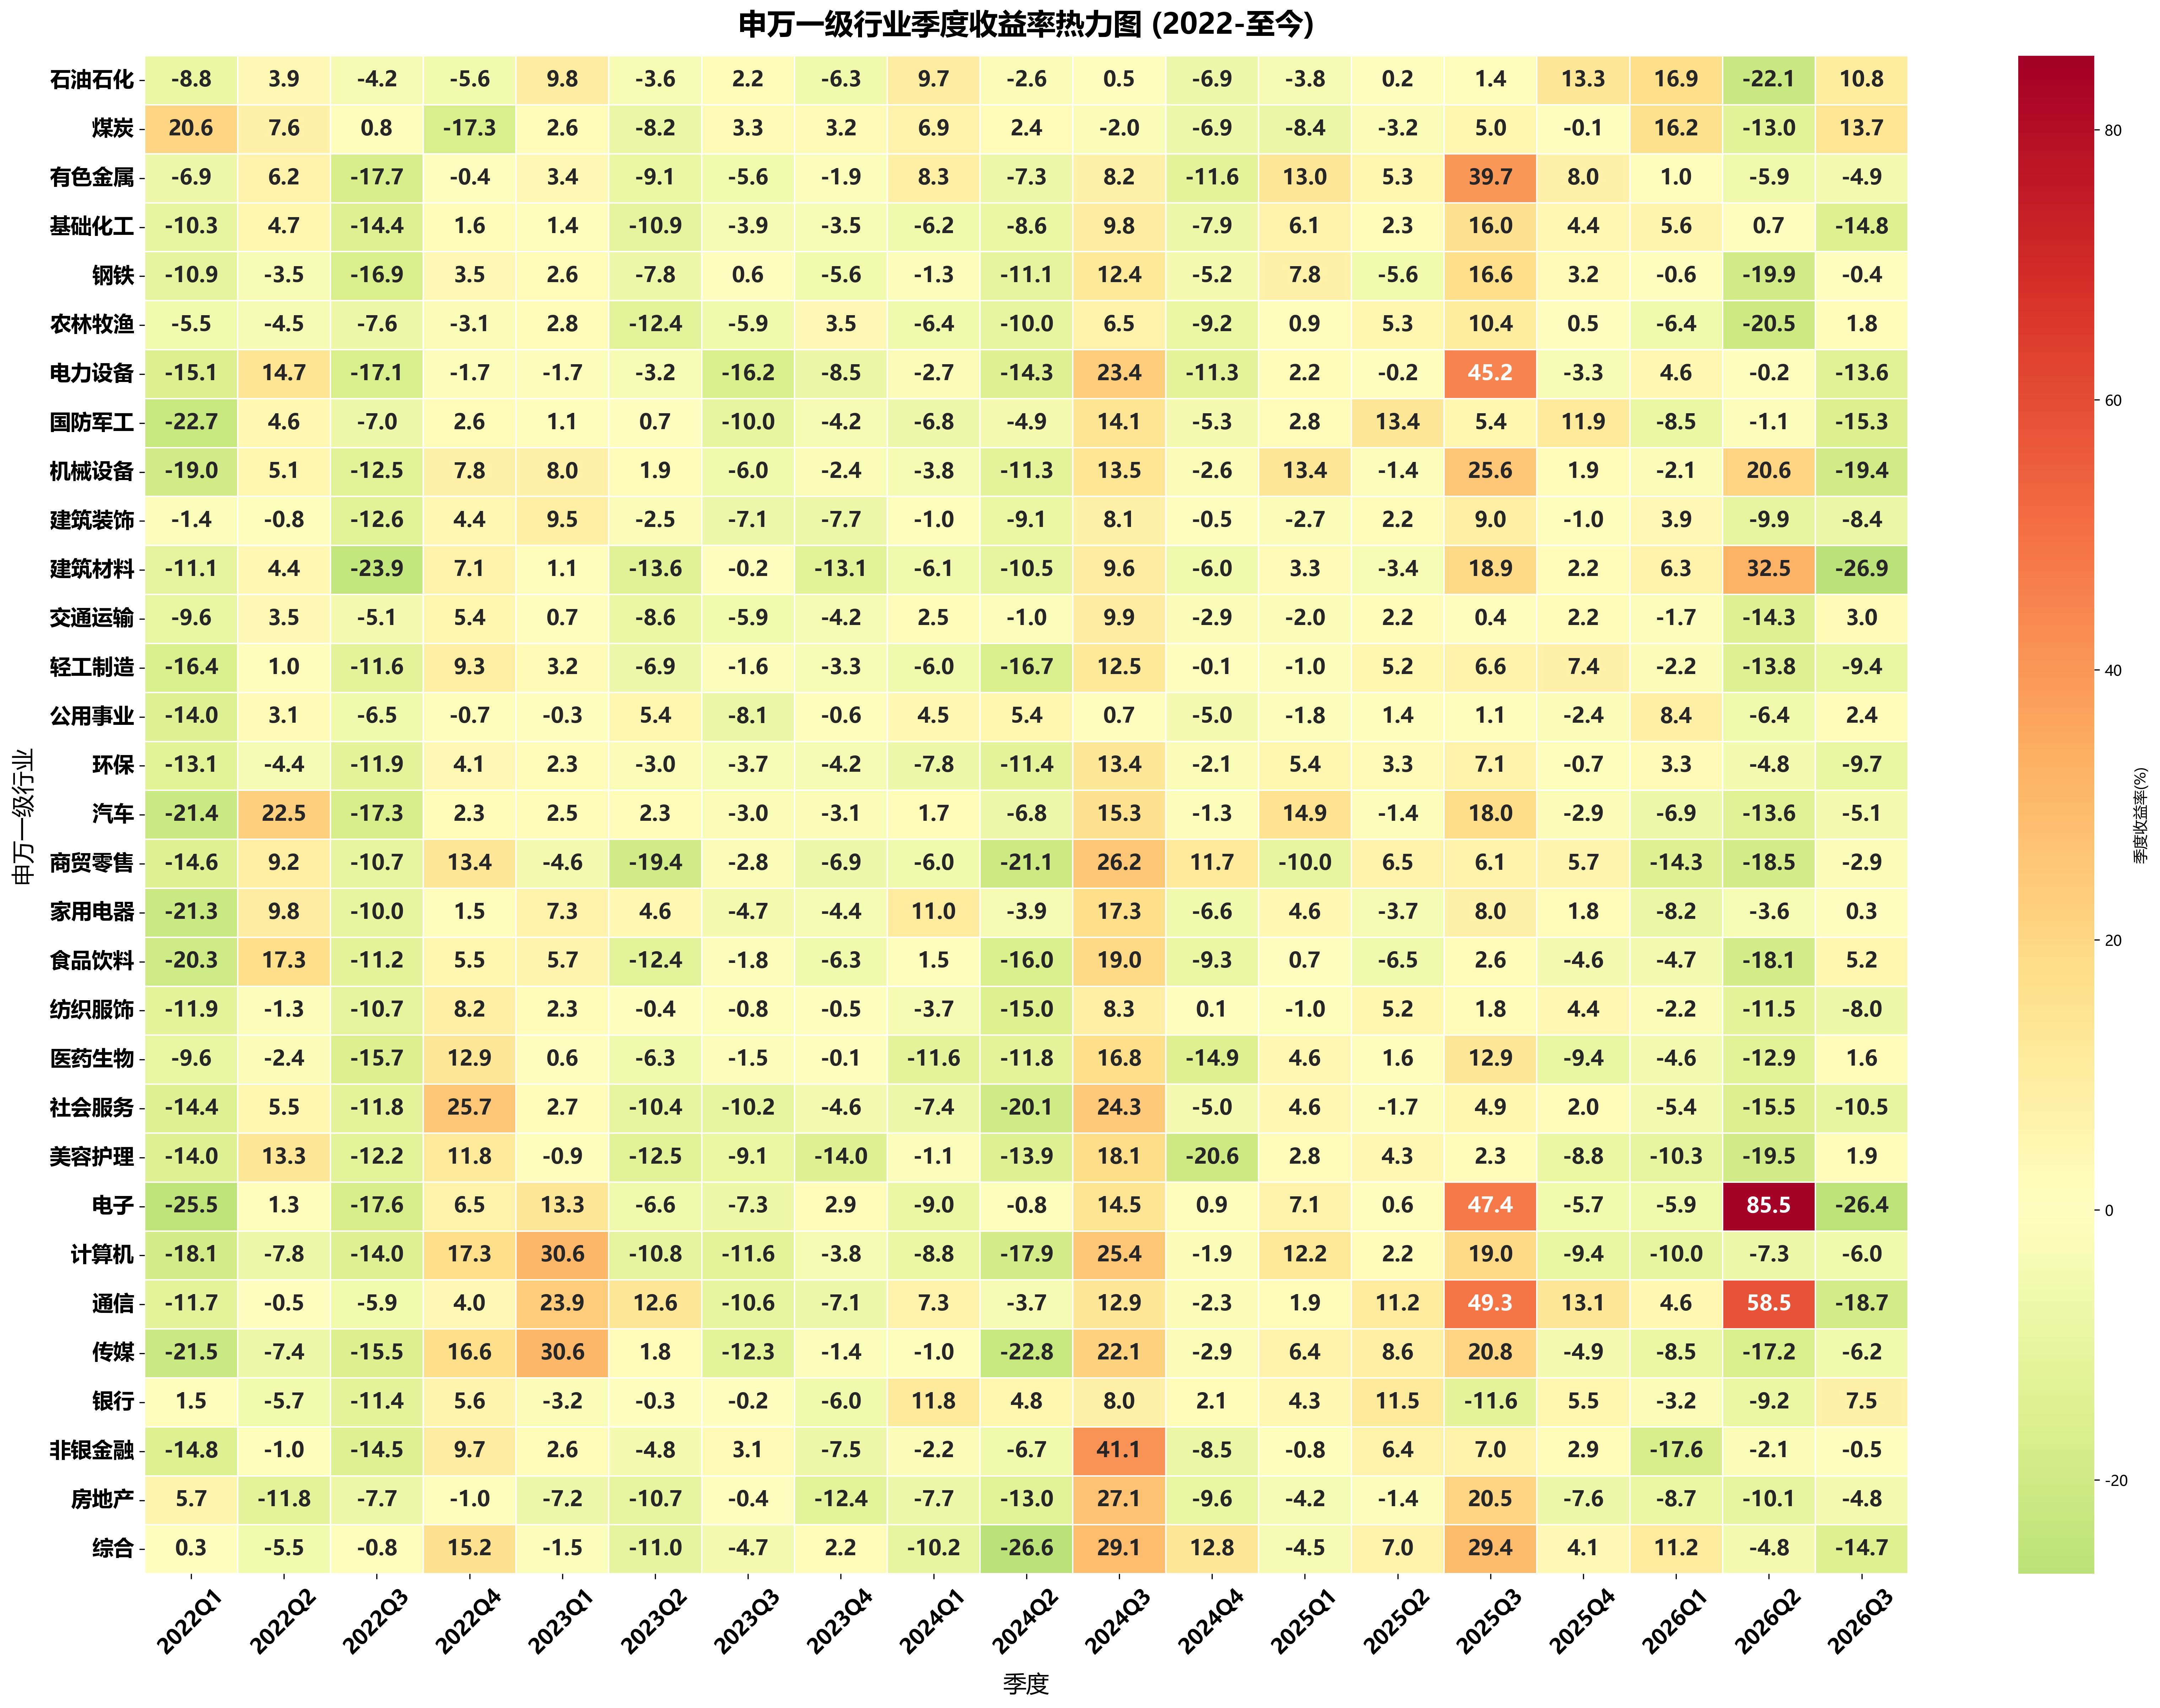 申万一级行业季度收益率热力图 (2022-至今)
石油石化 -8.8 3.9 -4.2 -5.6 9.8 -3.6 2.2 -6.3 9.7 -2.6 0.5 -6.9 -3.8 0.2 1.4 13.3 16.9 -22.1 10.8
煤炭 20.6 7.6 0.8 -17.3 2.6 -8.2 3.3 3.2 6.9 2.4 -2.0 -6.9 -8.4 -3.2 5.0 -0.1 16.2 -13.0 13.7
有色金属 -6.9 6.2 -17.7 -0.4 3.4 -9.1 -5.6 -1.9 8.3 -7.3 8.2 -11.6 13.0 5.3 39.7 8.0 1.0 -5.9 -4.9
基础化工 -10.3 4.7 -14.4 1.6 1.4 -10.9 -3.9 -3.5 -6.2 -8.6 9.8 -7.9 6.1 2.3 16.0 4.4 5.6 0.7 -14.8
钢铁 -10.9 -3.5 -16.9 3.5 2.6 -7.8 0.6 -5.6 -1.3 -11.1 12.4 -5.2 7.8 -5.6 16.6 3.2 -0.6 -19.9 -0.4
农林牧渔 -5.5 -4.5 -7.6 -3.1 2.8 -12.4 -5.9 3.5 -6.4 -10.0 6.5 -9.2 0.9 5.3 10.4 0.5 -6.4 -20.5 1.8
电力设备 -15.1 14.7 -17.1 -1.7 -1.7 -3.2 -16.2 -8.5 -2.7 -14.3 23.4 -11.3 2.2 -0.2 45.2 -3.3 4.6 -0.2 -13.6
国防军工 -22.7 4.6 -7.0 2.6 1.1 0.7 -10.0 -4.2 -6.8 -4.9 14.1 -5.3 2.8 13.4 5.4 11.9 -8.5 -1.1 -15.3
机械设备 -19.0 5.1 -12.5 7.8 8.0 1.9 -6.0 -2.4 -3.8 -11.3 13.5 -2.6 13.4 -1.4 25.6 1.9 -2.1 20.6 -19.4
建筑装饰 -1.4 -0.8 -12.6 4.4 9.5 -2.5 -7.1 -7.7 -1.0 -9.1 8.1 -0.5 -2.7 2.2 9.0 -1.0 3.9 -9.9 -8.4
建筑材料 -11.1 4.4 -23.9 7.1 1.1 -13.6 -0.2 -13.1 -6.1 -10.5 9.6 -6.0 3.3 -3.4 18.9 2.2 6.3 32.5 -26.9
交通运输 -9.6 3.5 -5.1 5.4 0.7 -8.6 -5.9 -4.2 2.5 -1.0 9.9 -2.9 -2.0 2.2 0.4 2.2 -1.7 -14.3 3.0
轻工制造 -16.4 1.0 -11.6 9.3 3.2 -6.9 -1.6 -3.3 -6.0 -16.7 12.5 -0.1 -1.0 5.2 6.6 7.4 -2.2 -13.8 -9.4
公用事业 -14.0 3.1 -6.5 -0.7 -0.3 5.4 -8.1 -0.6 4.5 5.4 0.7 -5.0 -1.8 1.4 1.1 -2.4 8.4 -6.4 2.4
环保 -13.1 -4.4 -11.9 4.1 2.3 -3.0 -3.7 -4.2 -7.8 -11.4 13.4 -2.1 5.4 3.3 7.1 -0.7 3.3 -4.8 -9.7
汽车 -21.4 22.5 -17.3 2.3 2.5 2.3 -3.0 -3.1 1.7 -6.8 15.3 -1.3 14.9 -1.4 18.0 -2.9 -6.9 -13.6 -5.1
商贸零售 -14.6 9.2 -10.7 13.4 -4.6 -19.4 -2.8 -6.9 -6.0 -21.1 26.2 11.7 -10.0 6.5 6.1 5.7 -14.3 -18.5 -2.9
家用电器 -21.3 9.8 -10.0 1.5 7.3 4.6 -4.7 -4.4 11.0 -3.9 17.3 -6.6 4.6 -3.7 8.0 1.8 -8.2 -3.6 0.3
食品饮料 -20.3 17.3 -11.2 5.5 5.7 -12.4 -1.8 -6.3 1.5 -16.0 19.0 -9.3 0.7 -6.5 2.6 -4.6 -4.7 -18.1 5.2
纺织服饰 -11.9 -1.3 -10.7 8.2 2.3 -0.4 -0.8 -0.5 -3.7 -15.0 8.3 0.1 -1.0 5.2 1.8 4.4 -2.2 -11.5 -8.0
医药生物 -9.6 -2.4 -15.7 12.9 0.6 -6.3 -1.5 -0.1 -11.6 -11.8 16.8 -14.9 4.6 1.6 12.9 -9.4 -4.6 -12.9 1.6
社会服务 -14.4 5.5 -11.8 25.7 2.7 -10.4 -10.2 -4.6 -7.4 -20.1 24.3 -5.0 4.6 -1.7 4.9 2.0 -5.4 -15.5 -10.5
美容护理 -14.0 13.3 -12.2 11.8 -0.9 -12.5 -9.1 -14.0 -1.1 -13.9 18.1 -20.6 2.8 4.3 2.3 -8.8 -10.3 -19.5 1.9
电子 -25.5 1.3 -17.6 6.5 13.3 -6.6 -7.3 2.9 -9.0 -0.8 14.5 0.9 7.1 0.6 47.4 -5.7 -5.9 85.5 -26.4
计算机 -18.1 -7.8 -14.0 17.3 30.6 -10.8 -11.6 -3.8 -8.8 -17.9 25.4 -1.9 12.2 2.2 19.0 -9.4 -10.0 -7.3 -6.0
通信 -11.7 -0.5 -5.9 4.0 23.9 12.6 -10.6 -7.1 7.3 -3.7 12.9 -2.3 1.9 11.2 49.3 13.1 4.6 58.5 -18.7
传媒 -21.5 -7.4 -15.5 16.6 30.6 1.8 -12.3 -1.4 -1.0 -22.8 22.1 -2.9 6.4 8.6 20.8 -4.9 -8.5 -17.2 -6.2
银行 1.5 -5.7 -11.4 5.6 -3.2 -0.3 -0.2 -6.0 11.8 4.8 8.0 2.1 4.3 11.5 -11.6 5.5 -3.2 -9.2 7.5
非银金融 -14.8 -1.0 -14.5 9.7 2.6 -4.8 3.1 -7.5 -2.2 -6.7 41.1 -8.5 -0.8 6.4 7.0 2.9 -17.6 -2.1 -0.5
房地产 5.7 -11.8 -7.7 -1.0 -7.2 -10.7 -0.4 -12.4 -7.7 -13.0 27.1 -9.6 -4.2 -1.4 20.5 -7.6 -8.7 -10.1 -4.8
综合 0.3 -5.5 -0.8 15.2 -1.5 -11.0 -4.7 2.2 -10.2 -26.6 29.1 12.8 -4.5 7.0 29.4 4.1 11.2 -4.8 -14.7
2022Q1 2022Q2 2022Q3 2022Q4 2023Q1 2023Q2 2023Q3 2023Q4 2024Q1 2024Q2 2024Q3 2024Q4 2025Q1 2025Q2 2025Q3 2025Q4 2026Q1 2026Q2 2026Q3
季度
申万一级行业
80
60
40
20
0
-20
季度收益率(%)